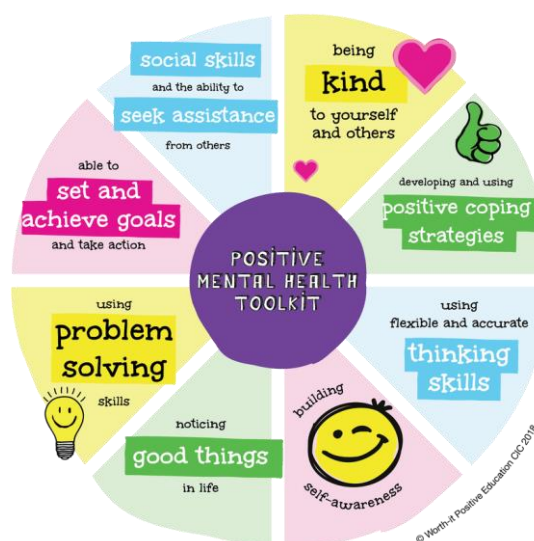 POSITIVE
MENTAL HEALTH
TOOLKIT
being
kind
to yourself
and others
developing and using
positive coping
strategies
using
flexible and accurate
thinking
skills
building
self-awareness
noticing
good things
in life
using
problem
solving
skills
able to
set and
achieve goals
and take action
social skills
and the ability to
seek assistance
from others
© Worth-it Positive Education CIC 2018